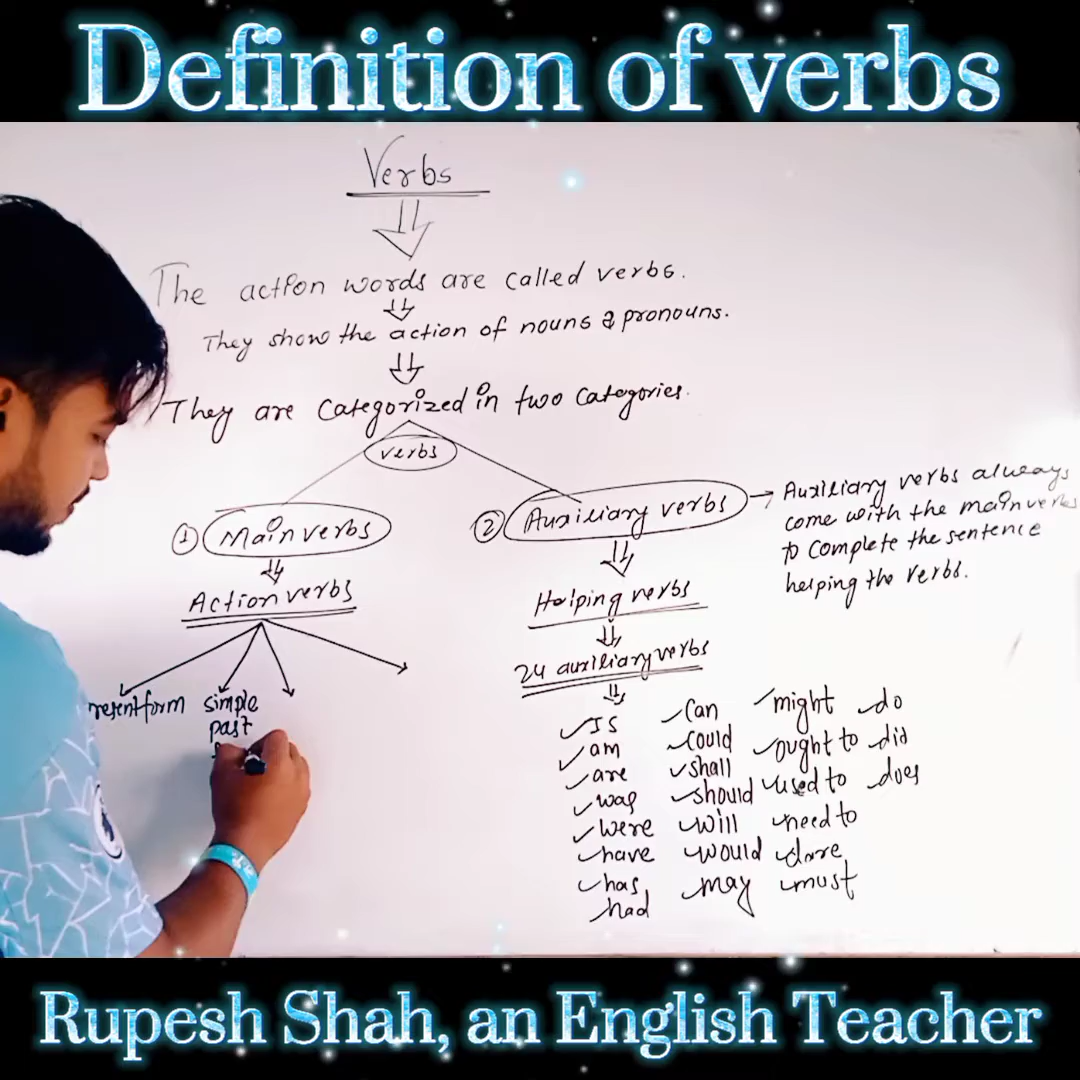 Definition of verbs
Verbs
The action words are called verbs.
They show the action of nouns & pronouns.
They are categorized in two categories.
verbs
① Main verbs
Action verbs
resent form
simple
past
② Auxiliary verbs
→ Auxiliary verbs always
come with the main verbs
to complete the sentence
helping the verbs.
Helping verbs
24 auxiliary verbs
Is
am
are
was
were
have
has
had
can
could
shall
should
will
would
may
might
ought to
used to
need to
dare
must
do
did
does
Rupesh Shah, an English Teacher